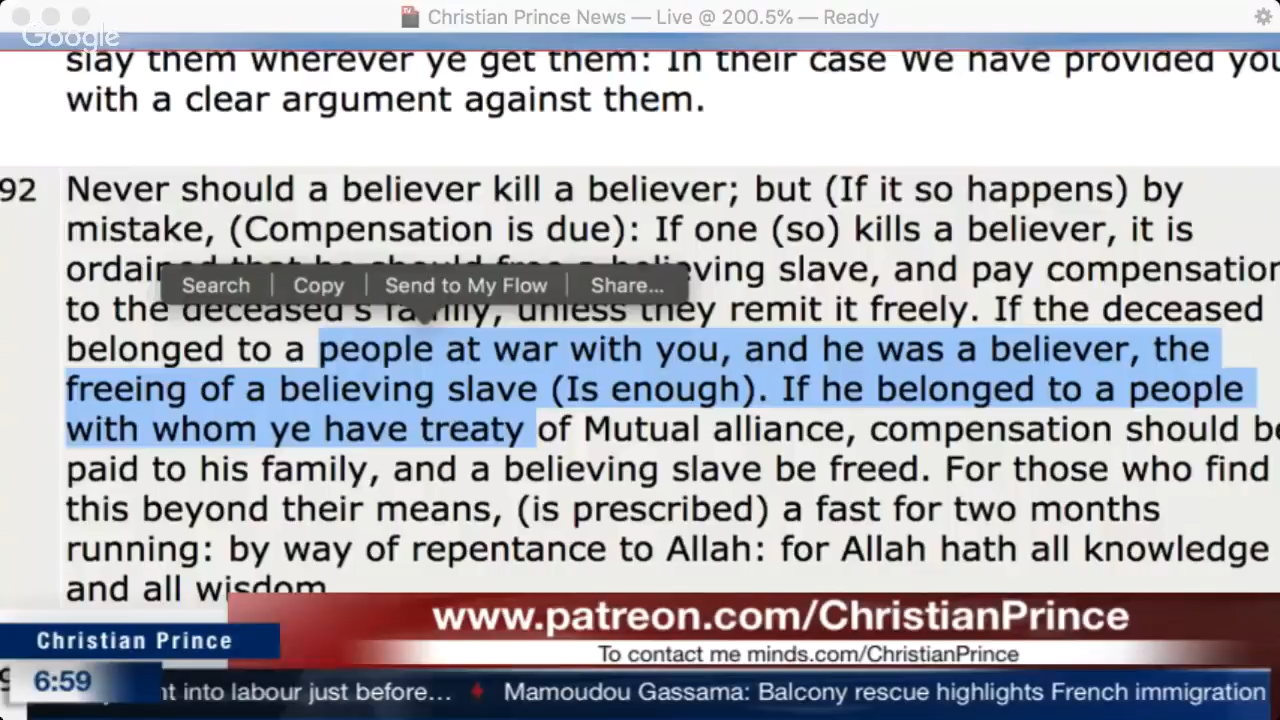 Christian Prince News — Live @ 200.5% — Ready
Google
slay them wherever ye get them: In their case We have provided you
with a clear argument against them.
92 Never should a believer kill a believer; but (If it so happens) by
mistake, (Compensation is due): If one (so) kills a believer, it is
ordained that he should free a believing slave, and pay compensation
Search Copy Send to My Flow Share...
to the deceased's family, unless they remit it freely. If the deceased
belonged to a people at war with you, and he was a believer, the
freeing of a believing slave (Is enough). If he belonged to a people
with whom ye have treaty of Mutual alliance, compensation should be
paid to his family, and a believing slave be freed. For those who find
this beyond their means, (is prescribed) a fast for two months
running: by way of repentance to Allah: for Allah hath all knowledge
and all wisdom
www.patreon.com/ChristianPrince
Christian Prince
To contact me minds.com/ChristianPrince
6:59
nt into labour just before... Mamoudou Gassama: Balcony rescue highlights French immigration